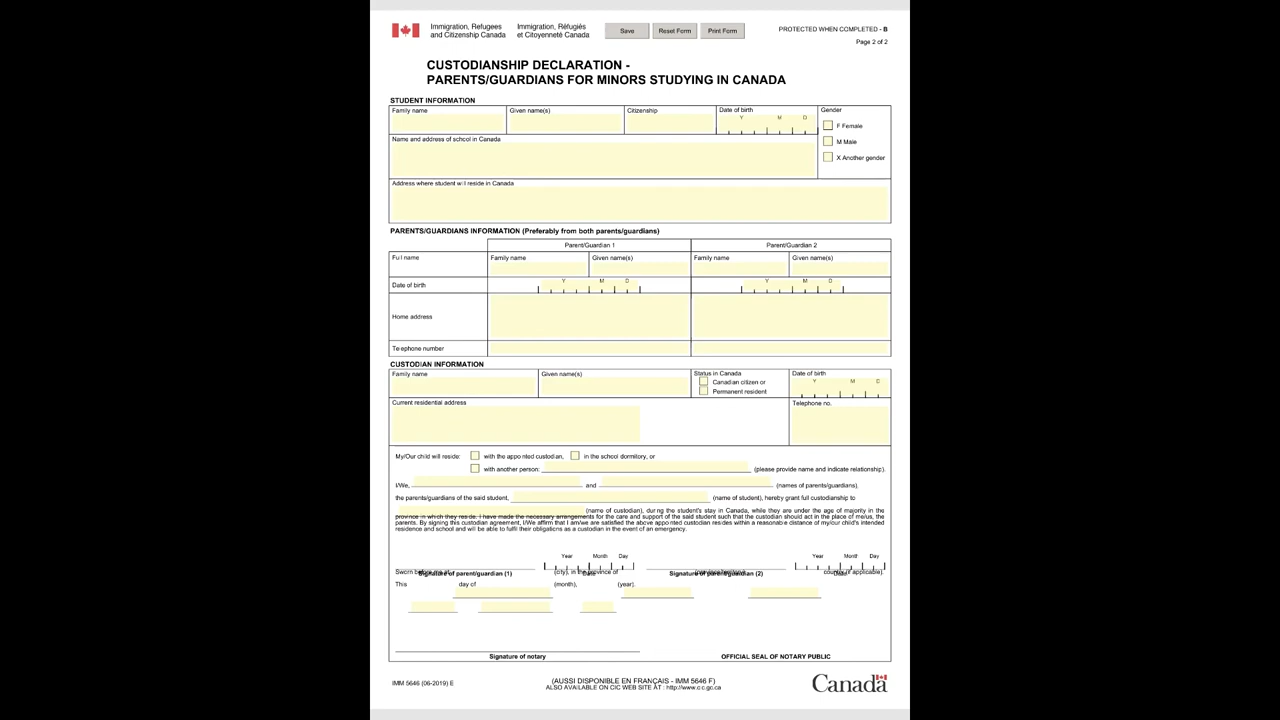 Immigration, Refugees and Citizenship Canada
Immigration, Réfugiés et Citoyenneté Canada
Save
Reset Form
Print Form
PROTECTED WHEN COMPLETED - B
Page 2 of 2
CUSTODIANSHIP DECLARATION -
PARENTS/GUARDIANS FOR MINORS STUDYING IN CANADA
STUDENT INFORMATION
Family name
Given name(s)
Citizenship
Date of birth
Y M D
Gender
F Female
M Male
X Another gender
Name and address of school in Canada
Address where student will reside in Canada
PARENTS/GUARDIANS INFORMATION (Preferably from both parents/guardians)
Parent/Guardian 1
Parent/Guardian 2
Full name
Family name
Given name(s)
Family name
Given name(s)
Date of birth
Y M D
Y M D
Home address
Telephone number
CUSTODIAN INFORMATION
Family name
Given name(s)
Status in Canada
Canadian citizen or
Permanent resident
Date of birth
Y M D
Current residential address
Telephone no.
My/Our child will reside: with the appointed custodian, in the school dormitory, or
with another person: (please provide name and indicate relationship).
I/We, and (names of parents/guardians),
the parents/guardians of the said student, (name of student), hereby grant full custodianship to
(name of custodian), during the student's stay in Canada, while they are under the age of majority in the
province in which they reside. I have made the necessary arrangements for the care and support of the said student such that the custodian should act in the place of me/us, the
parents. By signing this custodian agreement, I/We affirm that I am/we are satisfied the above appointed custodian resides within a reasonable distance of my/our child's intended
residence and school and will be able to fulfil their obligations as a custodian in the event of an emergency.
Year Month Day
Year Month Day
Sworn before me at (city), in the province of country (if applicable).
Signature of parent/guardian (1) Date Signature of parent/guardian (2) Date
This day of (month), (year).
Signature of notary
OFFICIAL SEAL OF NOTARY PUBLIC
IMM 5646 (06-2019) E
(AUSSI DISPONIBLE EN FRANÇAIS - IMM 5646 F)
ALSO AVAILABLE ON CIC WEB SITE AT : http://www.cic.gc.ca
Canada